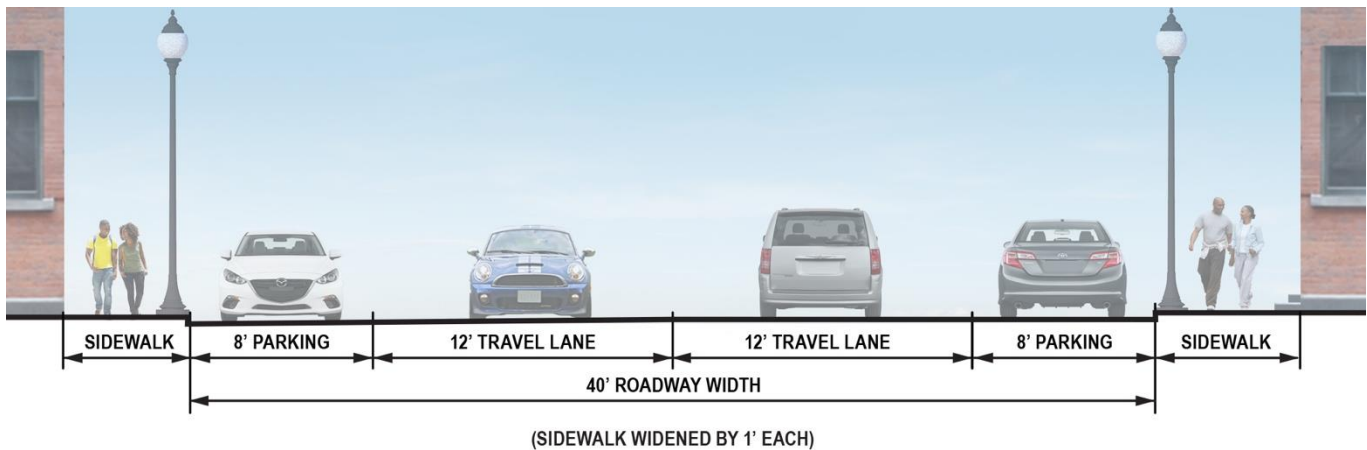 SIDEWALK
8’ PARKING
12’ TRAVEL LANE
12’ TRAVEL LANE
8’ PARKING
SIDEWALK
40’ ROADWAY WIDTH
(SIDEWALK WIDENED BY 1’ EACH)